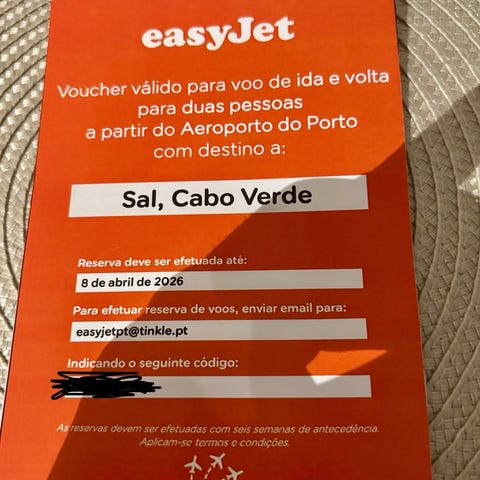 easyJet
Voucher válido para voo de ida e volta
para duas pessoas
a partir do Aeroporto do Porto
com destino a:
Sal, Cabo Verde
Reserva deve ser efetuada até:
8 de abril de 2026
Para efetuar reserva de voos, enviar email para:
easyjetpt@tinkle.pt
Indicando o seguinte código:
As reservas devem ser efetuadas com seis semanas de antecedência.
Aplicam-se termos e condições.